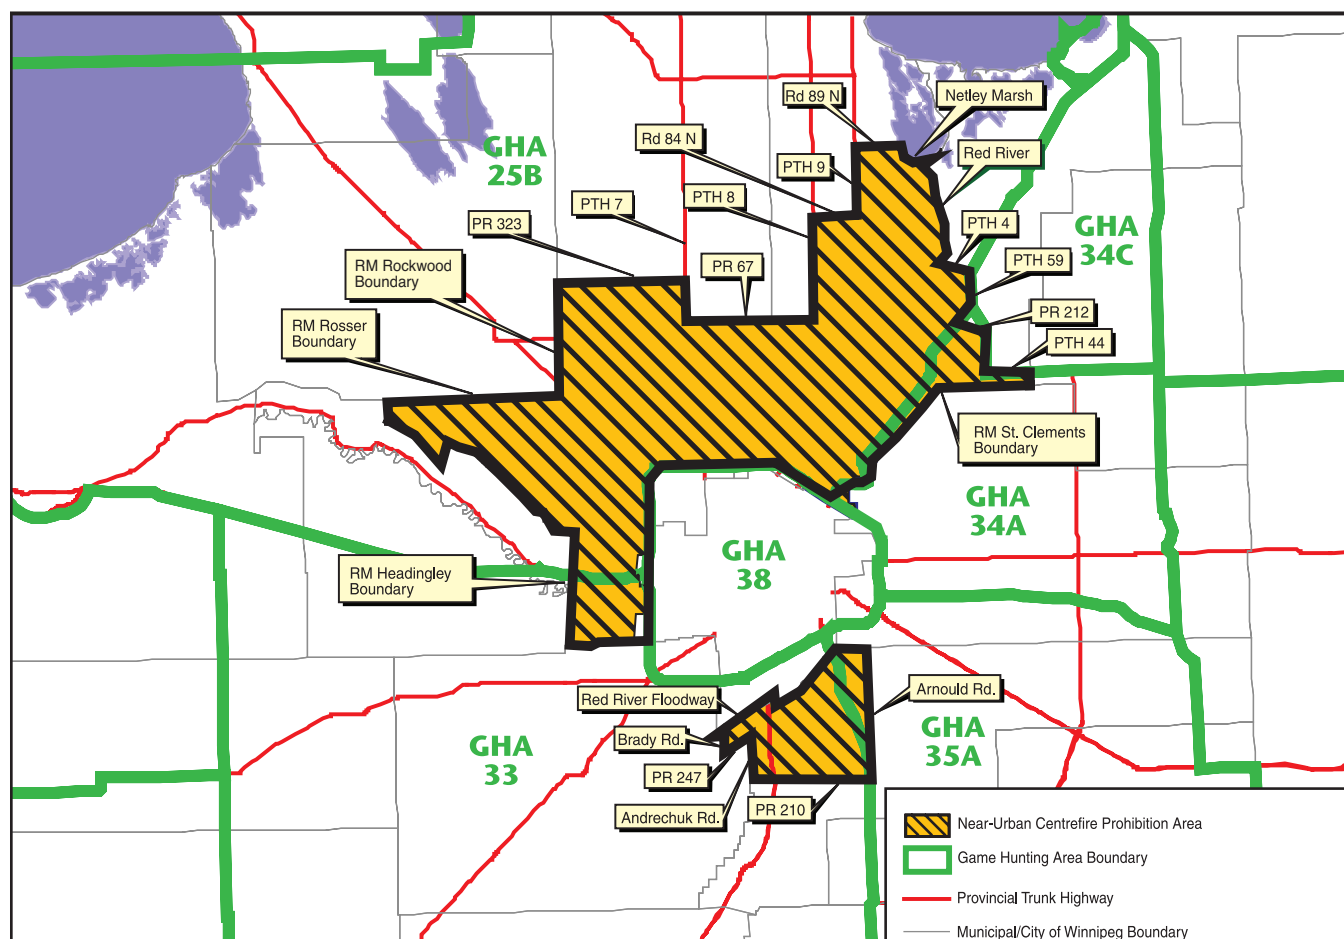 Rd 89 N
Netley Marsh
Rd 84 N
GHA
25B
PTH 9
Red River
PTH 7
PTH 8
PR 323
PTH 4
GHA
34C
RM Rockwood
Boundary
PR 67
PTH 59
RM Rosser
Boundary
PR 212
PTH 44
RM St. Clements
Boundary
GHA
34A
GHA
38
RM Headingley
Boundary
Red River Floodway
Arnould Rd.
Brady Rd.
GHA
33
GHA
35A
PR 247
Andrechuk Rd.
PR 210
Near-Urban Centrefire Prohibition Area
Game Hunting Area Boundary
Provincial Trunk Highway
Municipal/City of Winnipeg Boundary